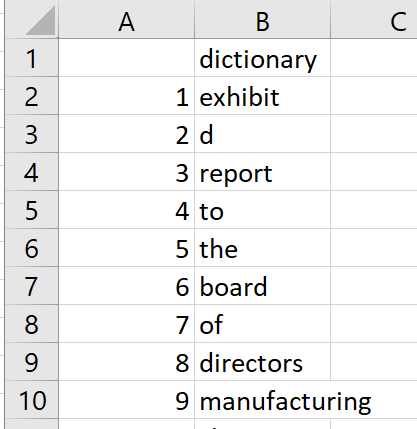 A B C
1 dictionary
2 1 exhibit
3 2 d
4 3 report
5 4 to
6 5 the
7 6 board
8 7 of
9 8 directors
10 9 manufacturing